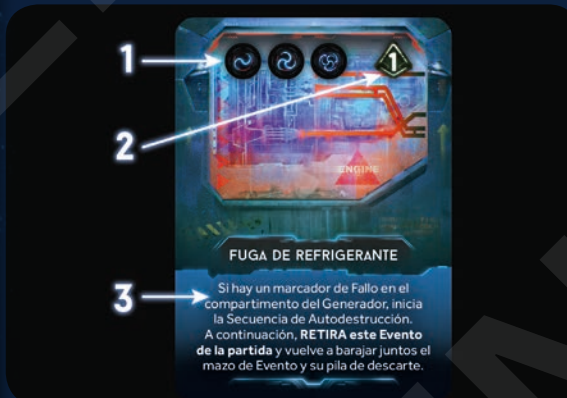 1
1
2
ENGINE
FUGA DE REFRIGERANTE
3
Si hay un marcador de Fallo en el
compartimento del Generador, inicia
la Secuencia de Autodestrucción.
A continuación, RETIRA este Evento
de la partida y vuelve a barajar juntos el
mazo de Evento y su pila de descarte.